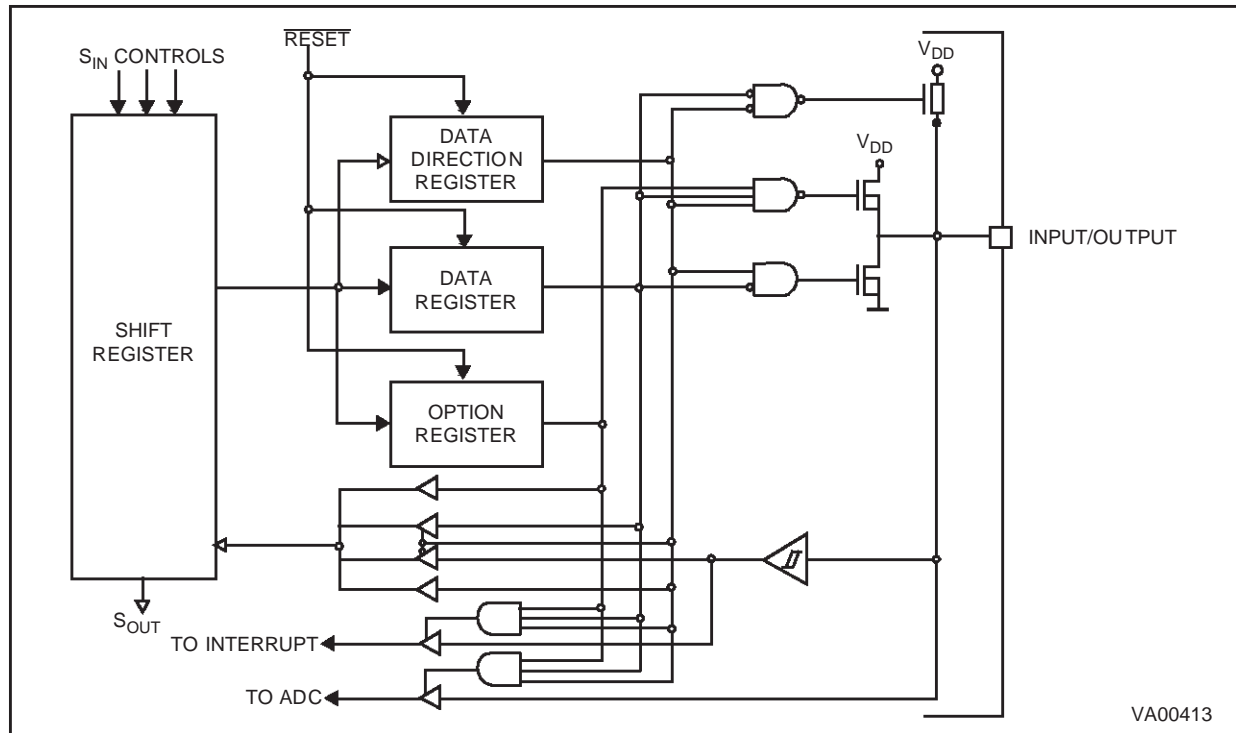 S_IN CONTROLS
RESET
V_DD
DATA
DIRECTION
REGISTER
V_DD
INPUT/OUTPUT
DATA
REGISTER
SHIFT
REGISTER
OPTION
REGISTER
S_OUT
TO INTERRUPT
TO ADC
VA00413